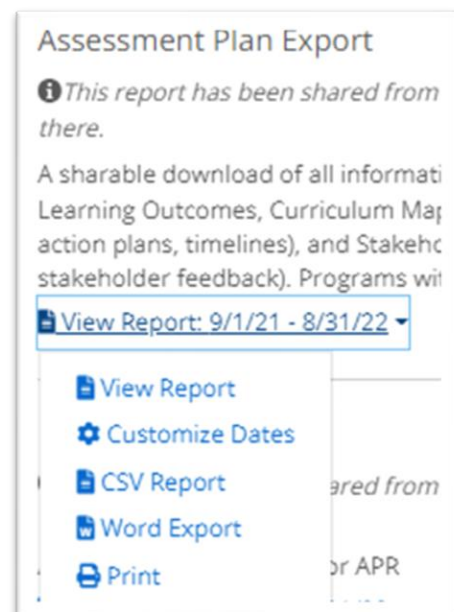 Assessment Plan Export
This report has been shared from
there.
A sharable download of all informati
Learning Outcomes, Curriculum Map
action plans, timelines), and Stakeho
stakeholder feedback). Programs wit
View Report: 9/1/21 - 8/31/22
View Report
Customize Dates
CSV Report
ared from
Word Export
or APR
Print